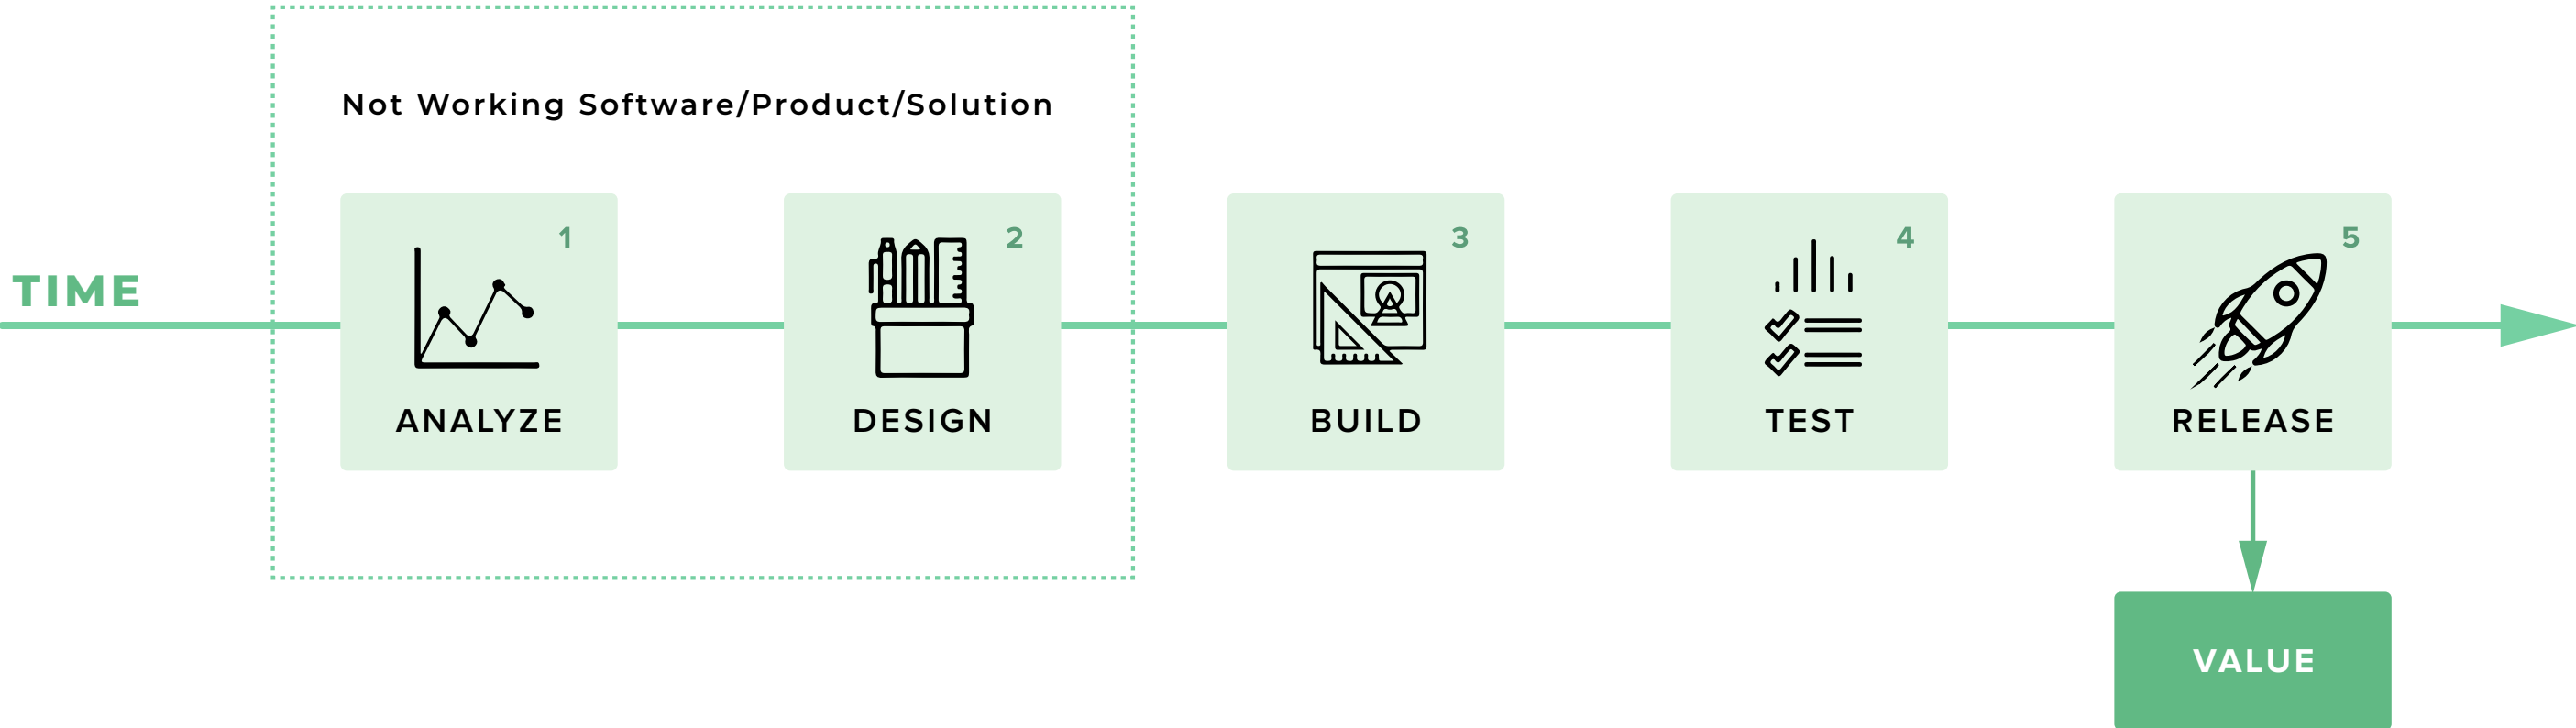 Not Working Software/Product/Solution
TIME
1
ANALYZE
2
DESIGN
3
BUILD
4
TEST
5
RELEASE
VALUE